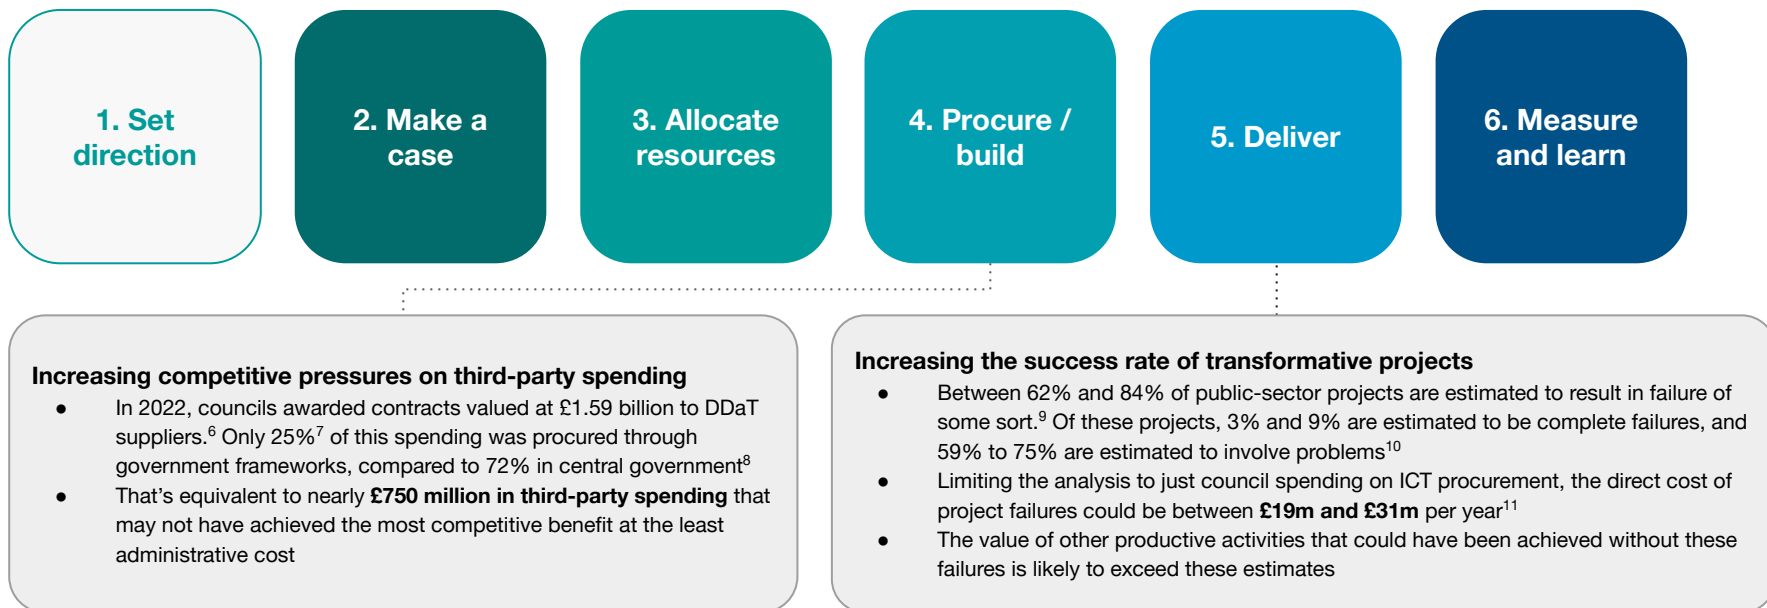 1. Set
direction
2. Make a
case
3. Allocate
resources
4. Procure /
build
5. Deliver
6. Measure
and learn
Increasing competitive pressures on third-party spending
● In 2022, councils awarded contracts valued at £1.59 billion to DDaT
suppliers.⁶ Only 25%⁷ of this spending was procured through
government frameworks, compared to 72% in central government⁸
● That’s equivalent to nearly £750 million in third-party spending that
may not have achieved the most competitive benefit at the least
administrative cost
Increasing the success rate of transformative projects
● Between 62% and 84% of public-sector projects are estimated to result in failure of
some sort.⁹ Of these projects, 3% and 9% are estimated to be complete failures, and
59% to 75% are estimated to involve problems¹⁰
● Limiting the analysis to just council spending on ICT procurement, the direct cost of
project failures could be between £19m and £31m per year¹¹
● The value of other productive activities that could have been achieved without these
failures is likely to exceed these estimates